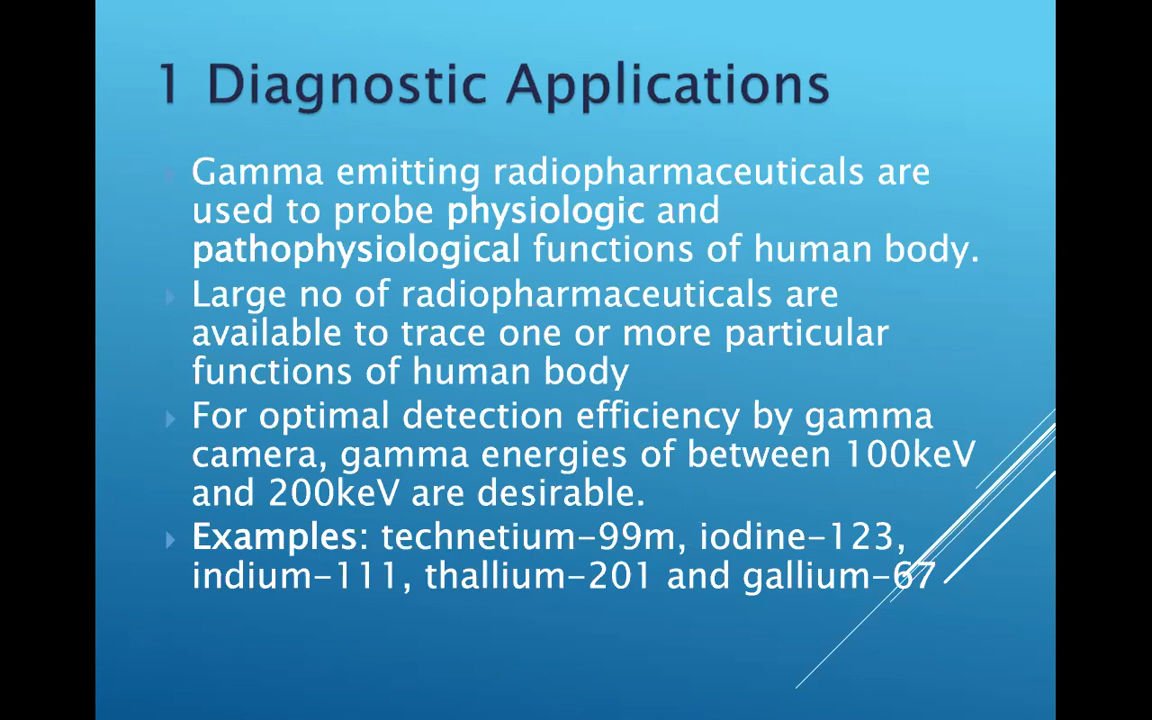 1 Diagnostic Applications
Gamma emitting radiopharmaceuticals are
used to probe physiologic and
pathophysiological functions of human body.
Large no of radiopharmaceuticals are
available to trace one or more particular
functions of human body
For optimal detection efficiency by gamma
camera, gamma energies of between 100keV
and 200keV are desirable.
Examples: technetium-99m, iodine-123,
indium-111, thallium-201 and gallium-67